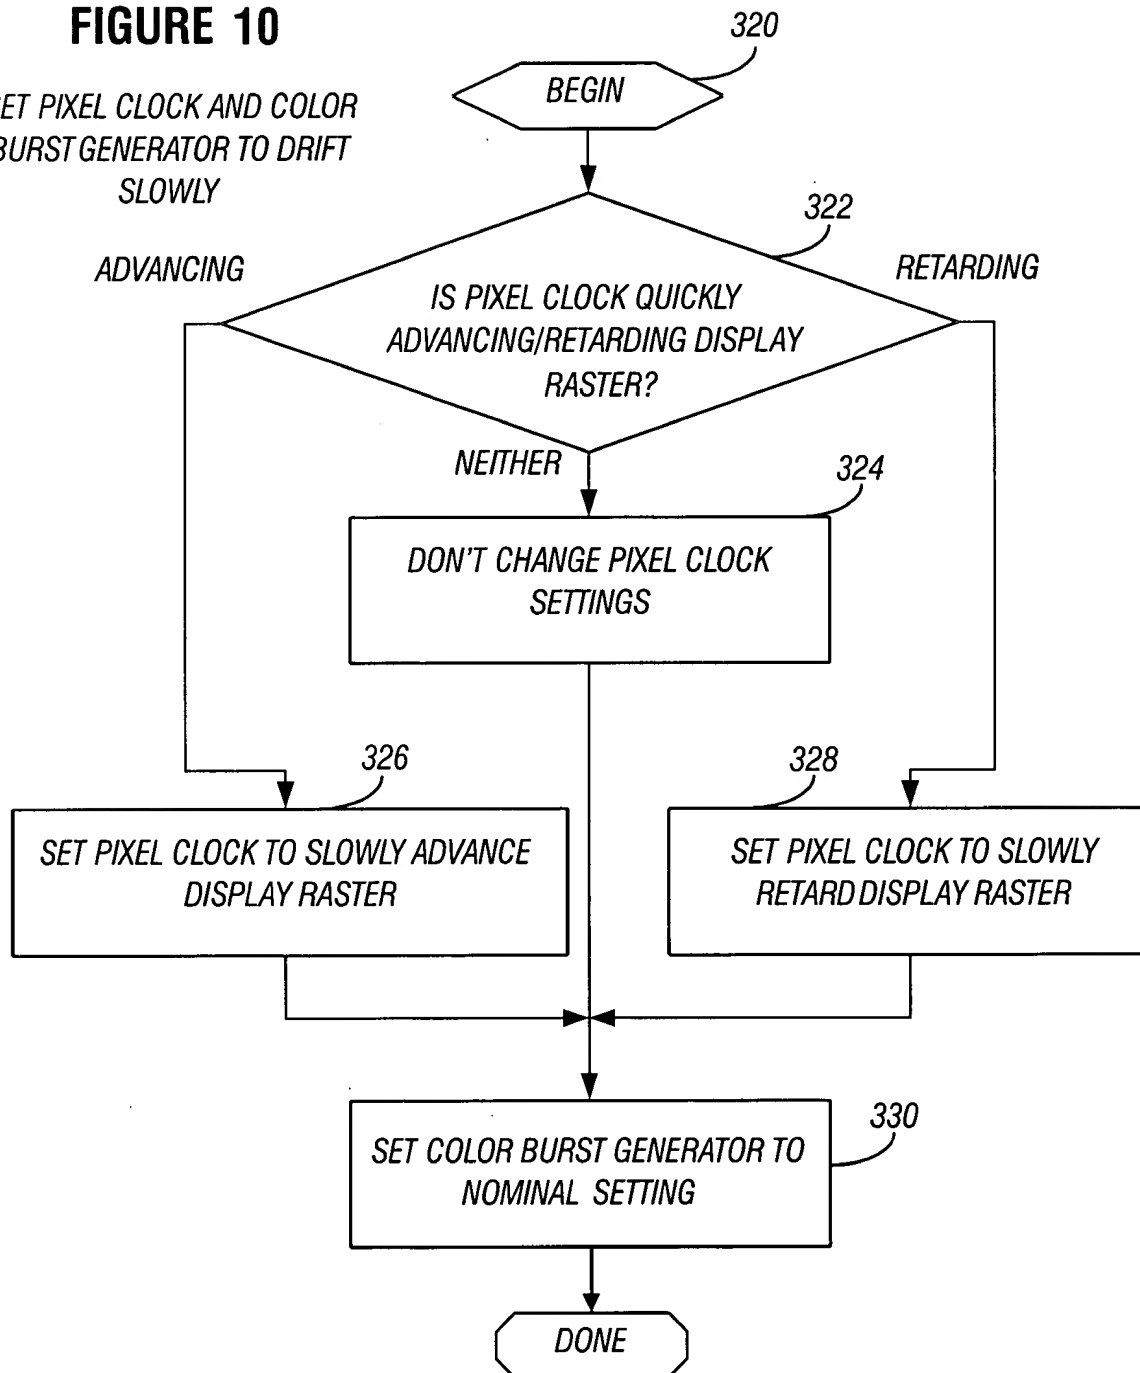 FIGURE 10
320
BEGIN
ET PIXEL CLOCK AND COLOR
BURST GENERATOR TO DRIFT
SLOWLY
322
ADVANCING
RETARDING
IS PIXEL CLOCK QUICKLY
ADVANCING/RETARDING DISPLAY
RASTER?
NEITHER
324
DON'T CHANGE PIXEL CLOCK
SETTINGS
326
328
SET PIXEL CLOCK TO SLOWLY ADVANCE
DISPLAY RASTER
SET PIXEL CLOCK TO SLOWLY
RETARD DISPLAY RASTER
330
SET COLOR BURST GENERATOR TO
NOMINAL SETTING
DONE